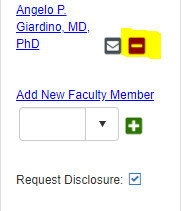 Angelo P.
Giardino, MD,
PhD
Add New Faculty Member
Request Disclosure: